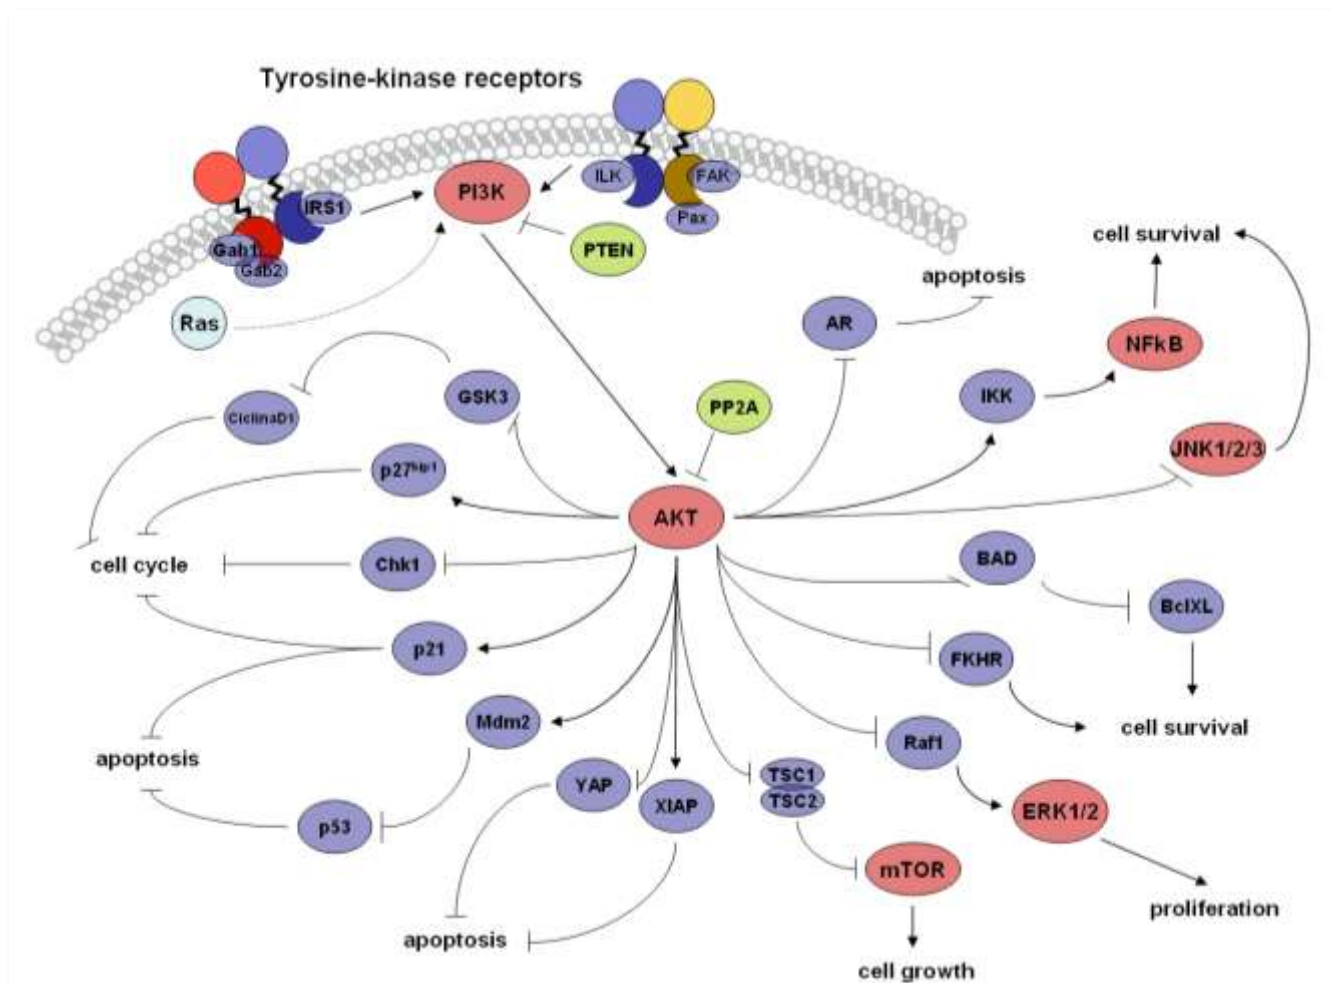 Tyrosine-kinase receptors
PI3K
ILK
FAK
IRS1
Pax
Gab1
Gab2
PTEN
cell survival
apoptosis
Ras
AR
NFkB
GSK3
IKK
PP2A
CiclinaD1
JNK1/2/3
p27ᵏⁱᵖ¹
AKT
cell cycle
Chk1
BAD
BclXL
p21
FKHR
Mdm2
cell survival
Raf1
apoptosis
YAP
TSC1
XIAP
TSC2
ERK1/2
p53
mTOR
proliferation
apoptosis
cell growth